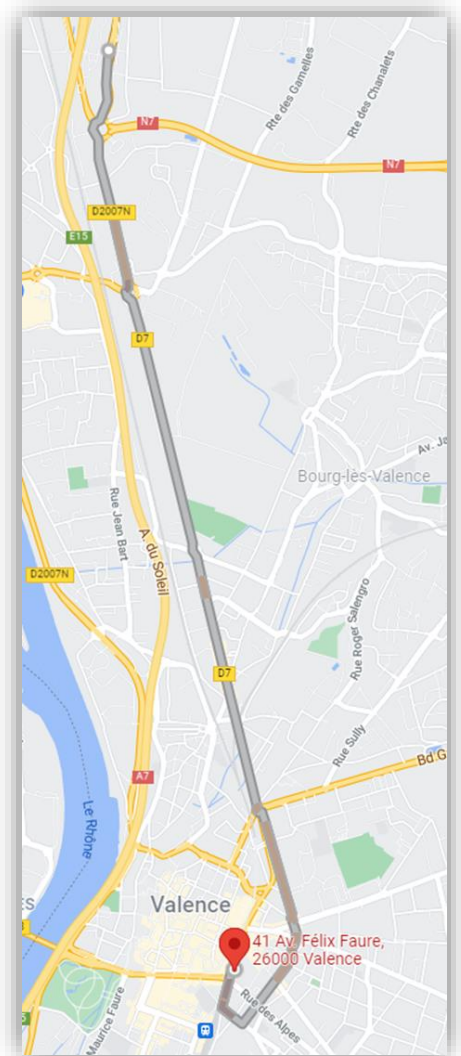 Rte des Gamelles
Rte des Chanalets
N7
N7
D2007N
E15
D7
Av. Ja
Bourg-lès-Valence
Rue Jean Bart
A. du Soleil
D2007N
Rue Roger Salengro
D7
Rue Sully
Bd G
A7
Le Rhône
Valence
ES
41 Av. Félix Faure,
26000 Valence
Rue des Alpes
Maurice Faure